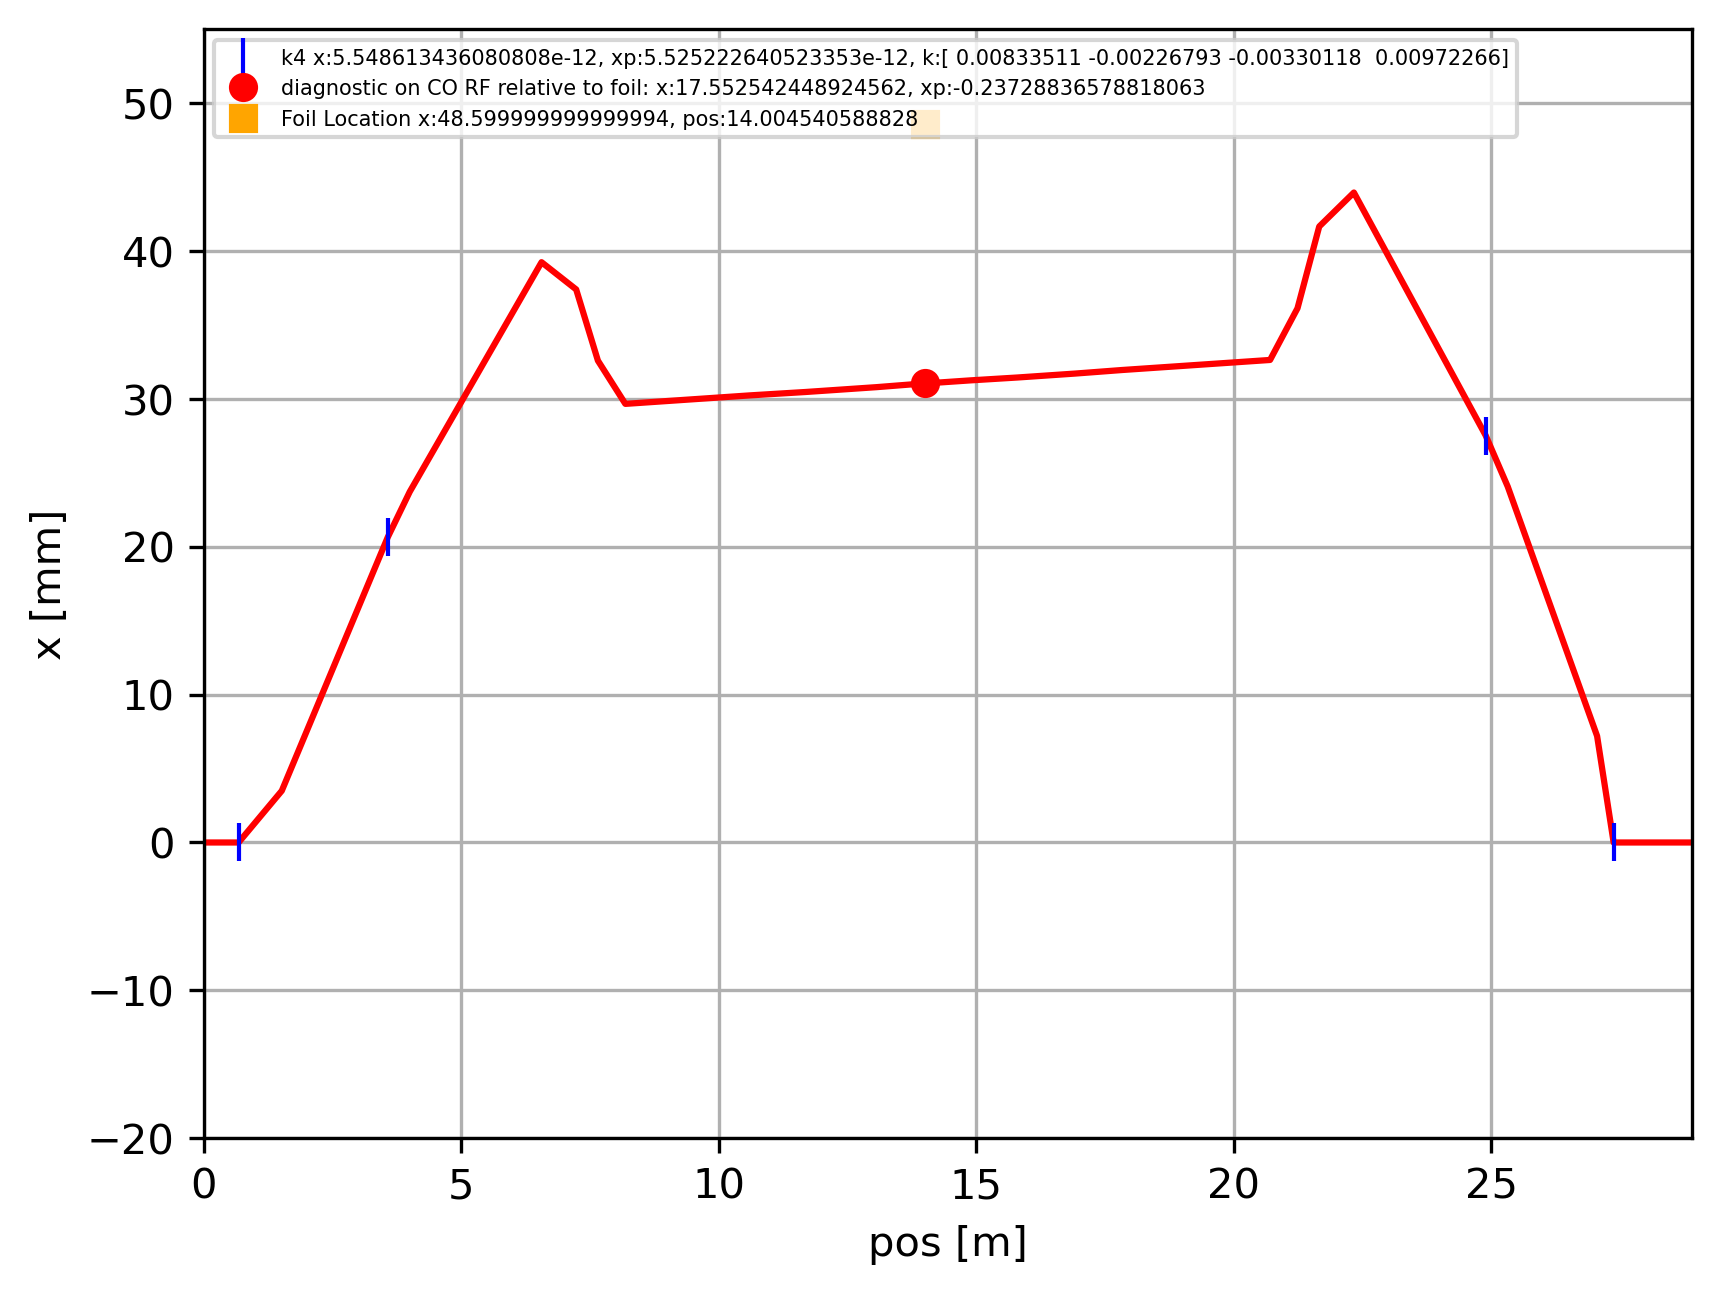 k4 x:5.548613436080808e-12, xp:5.525222640523353e-12, k:[ 0.00833511 -0.00226793 -0.00330118  0.00972266]
diagnostic on CO RF relative to foil: x:17.552542448924562, xp:-0.23728836578818063
Foil Location x:48.599999999999994, pos:14.004540588828
50
40
30
20
10
0
−10
−20
x [mm]
0 5 10 15 20 25
pos [m]